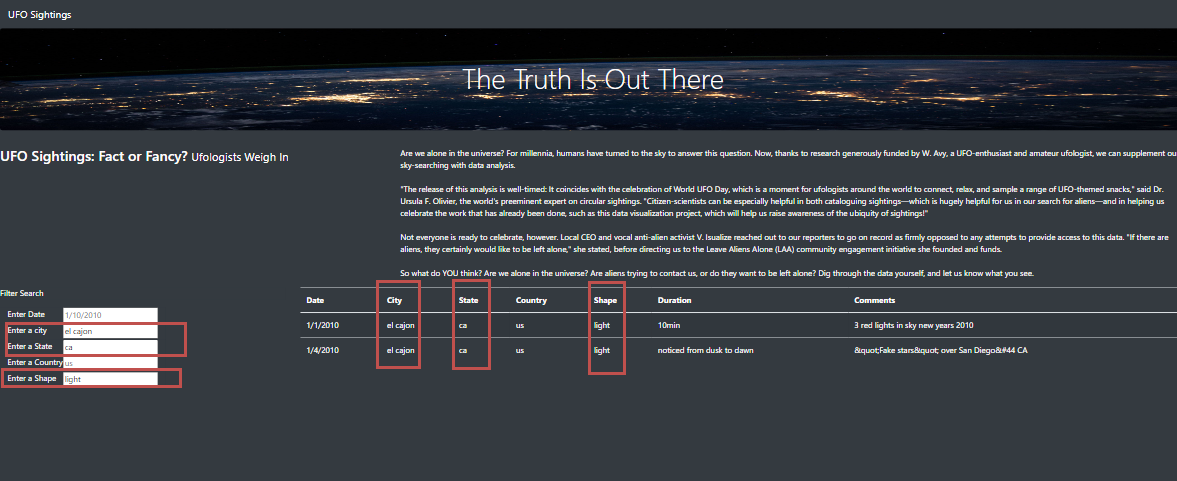 UFO Sightings
The Truth Is Out There
UFO Sightings: Fact or Fancy? Ufologists Weigh In
Are we alone in the universe? For millennia, humans have turned to the sky to answer this question. Now, thanks to research generously funded by W. Avy, a UFO-enthusiast and amateur ufologist, we can supplement ou
sky-searching with data analysis.
"The release of this analysis is well-timed: It coincides with the celebration of World UFO Day, which is a moment for ufologists around the world to connect, relax, and sample a range of UFO-themed snacks," said Dr.
Ursula F. Olivier, the world's preeminent expert on circular sightings. "Citizen-scientists can be especially helpful in both cataloguing sightings—which is hugely helpful for us in our search for aliens—and in helping us
celebrate the work that has already been done, such as this data visualization project, which will help us raise awareness of the ubiquity of sightings!"
Not everyone is ready to celebrate, however. Local CEO and vocal anti-alien activist V. Isualize reached out to our reporters to go on record as firmly opposed to any attempts to provide access to this data. "If there are
aliens, they certainly would like to be left alone," she stated, before directing us to the Leave Aliens Alone (LAA) community engagement initiative she founded and funds.
So what do YOU think? Are we alone in the universe? Are aliens trying to contact us, or do they want to be left alone? Dig through the data yourself, and let us know what you see.
Filter Search
Enter Date 1/10/2010
Enter a city el cajon
Enter a State ca
Enter a Country us
Enter a Shape light
Date City State Country Shape Duration Comments
1/1/2010 el cajon ca us light 10min 3 red lights in sky new years 2010
1/4/2010 el cajon ca us light noticed from dusk to dawn &quot;Fake stars&quot; over San Diego&#44 CA